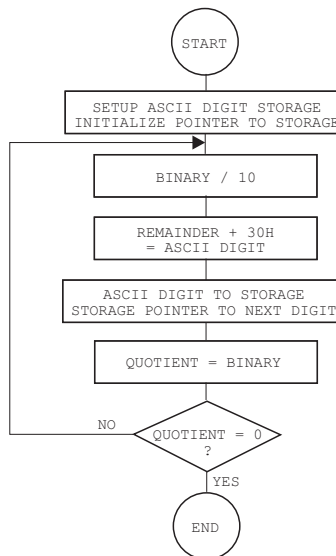 START
SETUP ASCII DIGIT STORAGE
INITIALIZE POINTER TO STORAGE
BINARY / 10
REMAINDER + 30H
= ASCII DIGIT
ASCII DIGIT TO STORAGE
STORAGE POINTER TO NEXT DIGIT
QUOTIENT = BINARY
NO
QUOTIENT = 0
?
YES
END